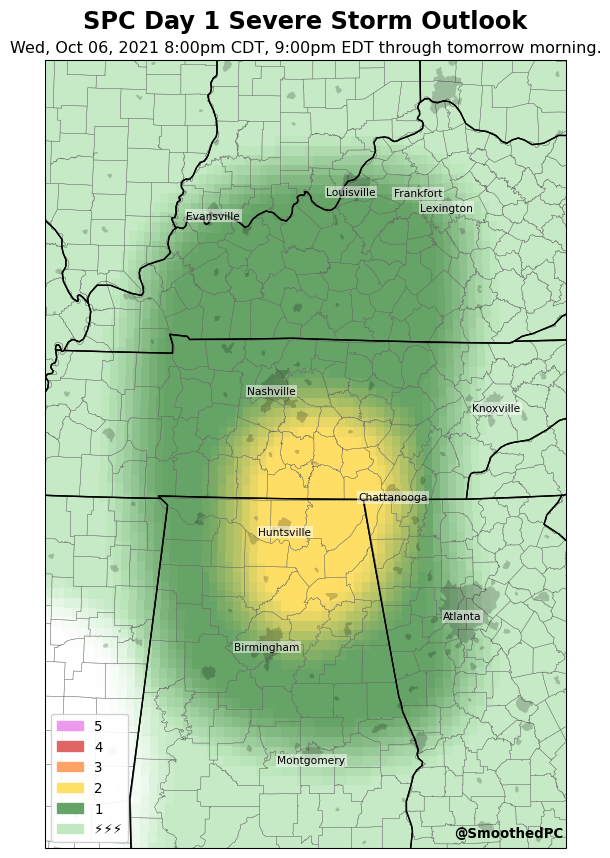 SPC Day 1 Severe Storm Outlook
Wed, Oct 06, 2021 8:00pm CDT, 9:00pm EDT through tomorrow morning.
Louisville
Frankfort
Lexington
Evansville
Nashville
Knoxville
Chattanooga
Huntsville
Atlanta
Birmingham
Montgomery
5
4
3
2
1
⚡⚡⚡
@SmoothedPC